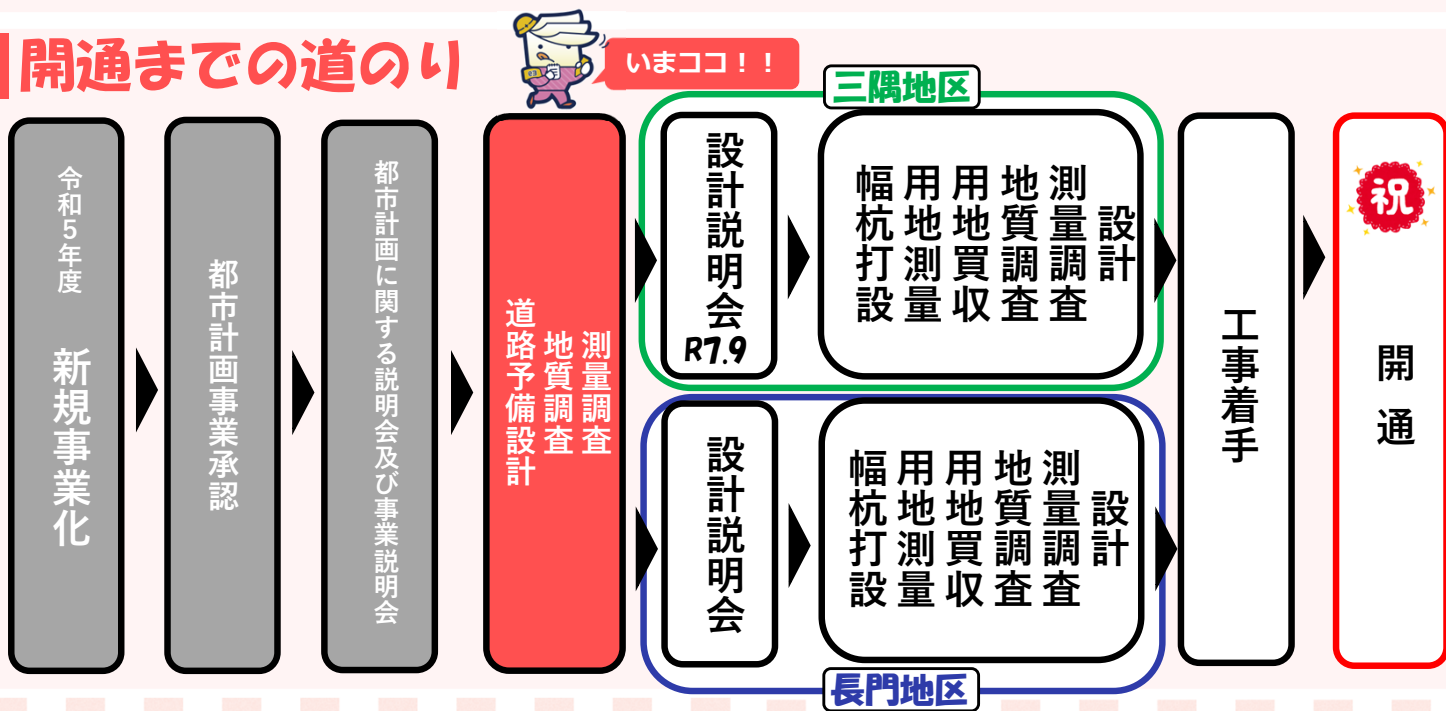 開通までの道のり
いまココ！！
令和5年度　新規事業化
都市計画事業承認
都市計画に関する説明会及び事業説明会
測量調査
地質調査
道路予備設計
三隅地区
設計説明会
R7.9
設計
測量調査
地質調査
用地買収
用地測量
幅杭打設
長門地区
設計説明会
設計
測量調査
地質調査
用地買収
用地測量
幅杭打設
工事着手
祝
開通